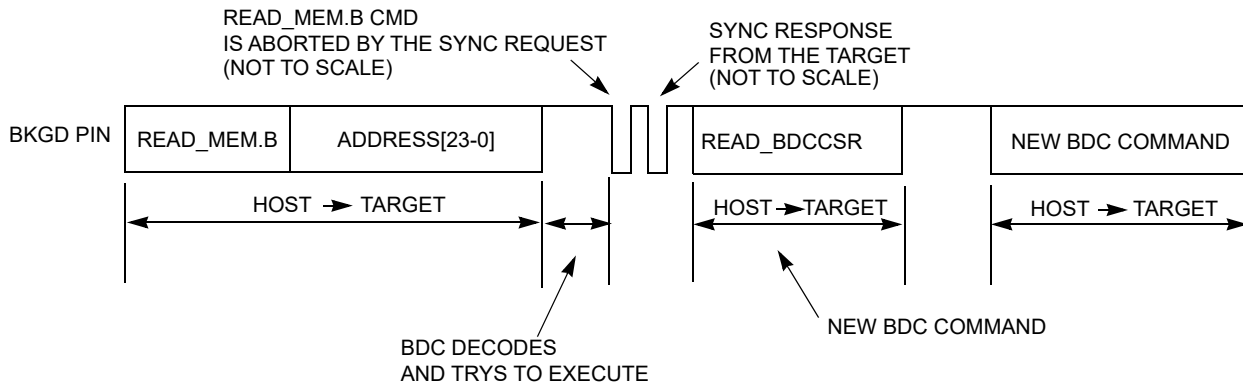 READ_MEM.B CMD
IS ABORTED BY THE SYNC REQUEST
(NOT TO SCALE)
SYNC RESPONSE
FROM THE TARGET
(NOT TO SCALE)
BKGD PIN
READ_MEM.B
ADDRESS[23-0]
READ_BDCCSR
NEW BDC COMMAND
HOST TARGET
HOST TARGET
HOST TARGET
NEW BDC COMMAND
BDC DECODES
AND TRYS TO EXECUTE